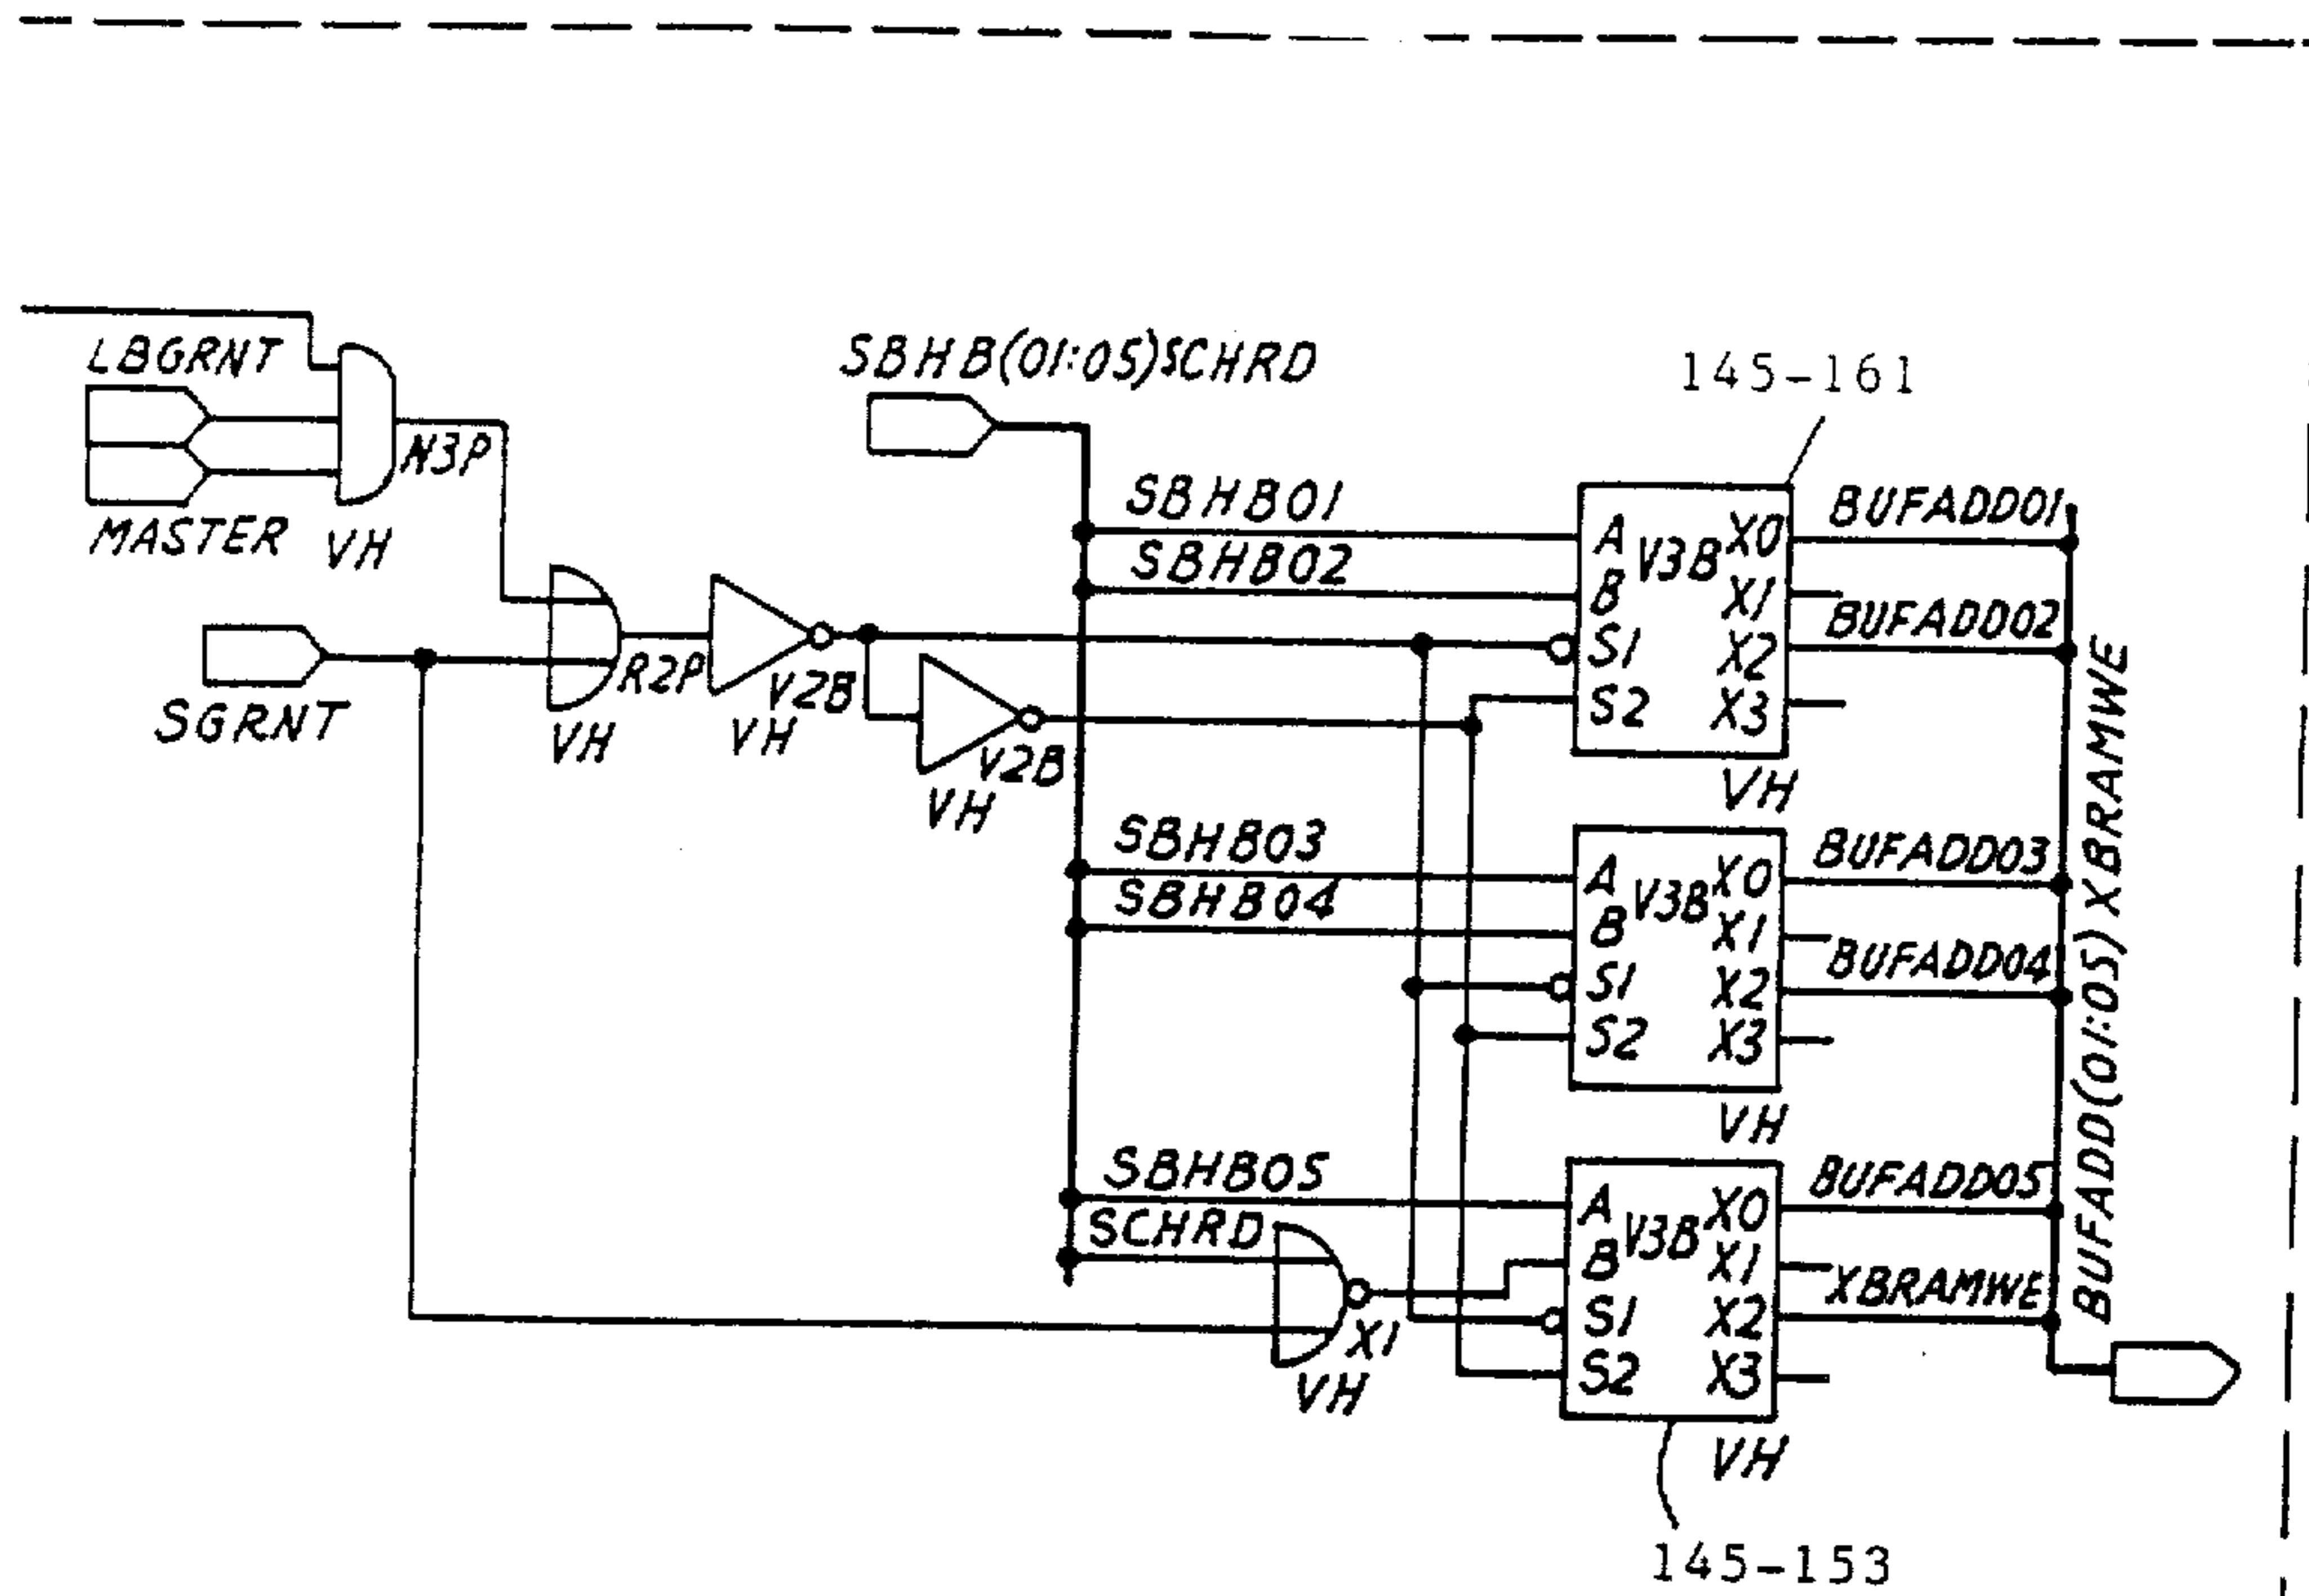 LBGRNT
N3P
MASTER
VH
SGRNT
R2P
VH
V2B
VH
V2B
VH
SBHB(01:05)SCHRD
145-161
SBHB01
SBHB02
A V3B X0
B X1
S1 X2
S2 X3
VH
BUFADD01
BUFADD02
SBHB03
SBHB04
A V3B X0
B X1
S1 X2
S2 X3
VH
BUFADD03
BUFADD04
SBHB05
SCHRD
X1
VH
A V3B X0
B X1
S1 X2
S2 X3
VH
BUFADD05
XBRAMWE
BUFADD(01:05)XBRAMWE
145-153